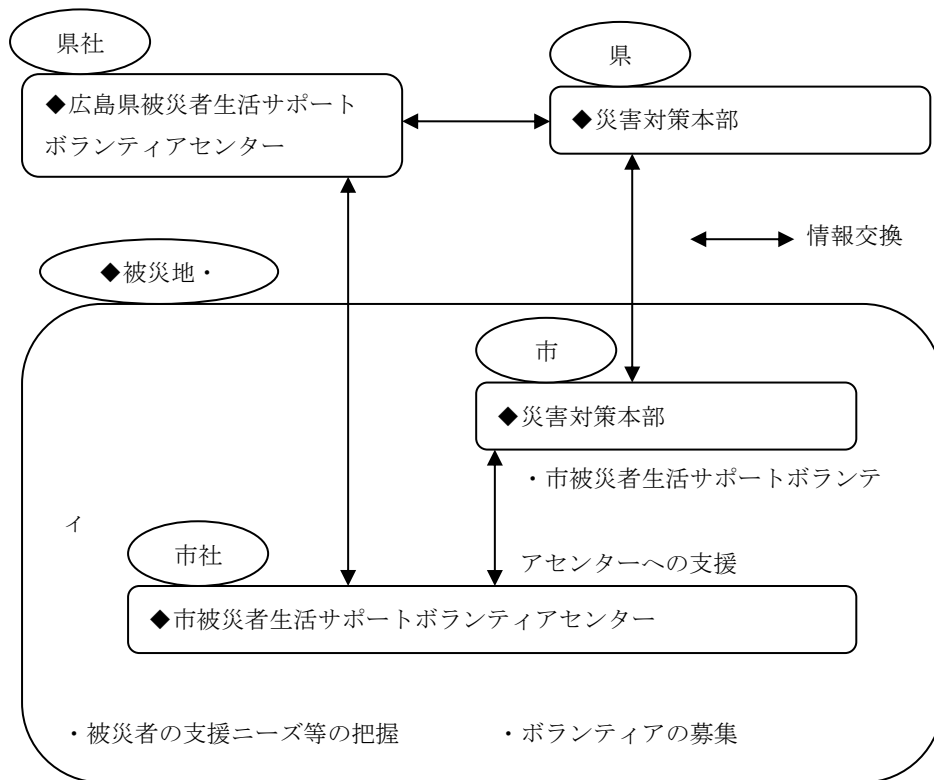 県社
県
◆広島県被災者生活サポート
ボランティアセンター
◆災害対策本部
情報交換
◆被災地・
市
◆災害対策本部
・市被災者生活サポートボランテ
ィ
アセンターへの支援
市社
◆市被災者生活サポートボランティアセンター
・被災者の支援ニーズ等の把握
・ボランティアの募集